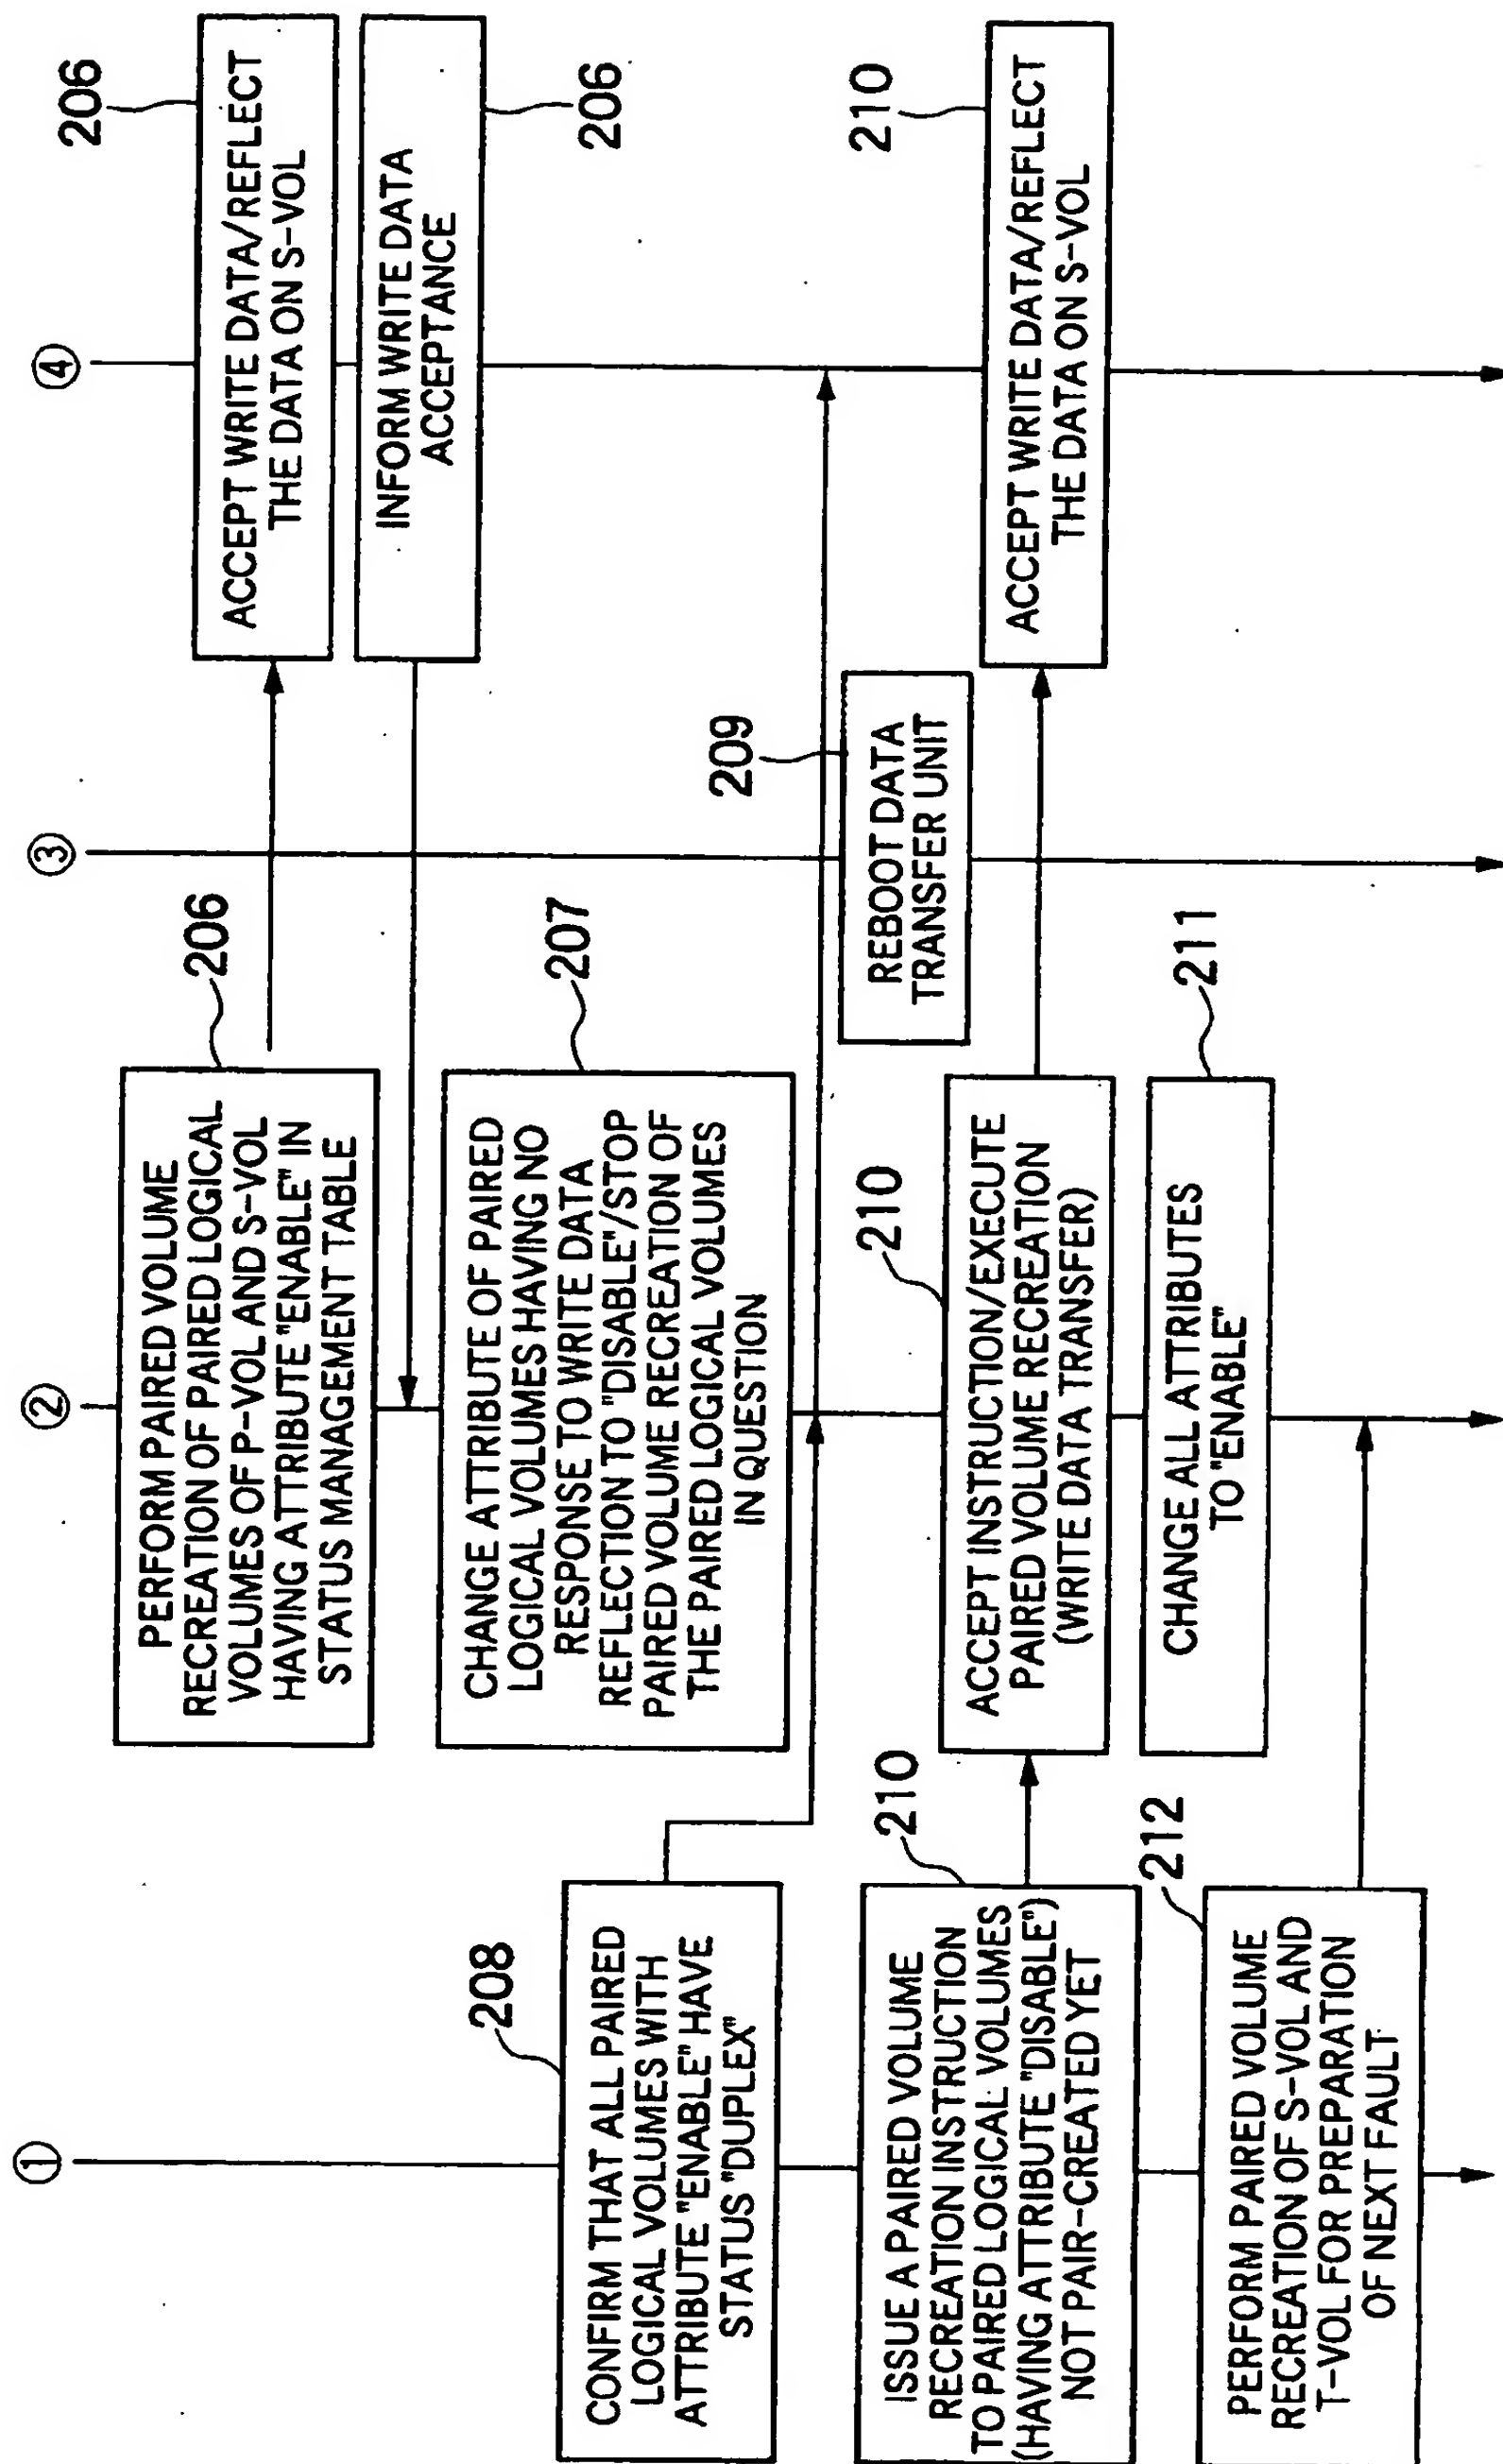 ①
②
③
④
206
PERFORM PAIRED VOLUME
RECREATION OF PAIRED LOGICAL
VOLUMES OF P-VOL AND S-VOL
HAVING ATTRIBUTE "ENABLE" IN
STATUS MANAGEMENT TABLE
206
ACCEPT WRITE DATA/REFLECT
THE DATA ON S-VOL
INFORM WRITE DATA
ACCEPTANCE
206
207
CHANGE ATTRIBUTE OF PAIRED
LOGICAL VOLUMES HAVING NO
RESPONSE TO WRITE DATA
REFLECTION TO "DISABLE"/STOP
PAIRED VOLUME RECREATION OF
THE PAIRED LOGICAL VOLUMES
IN QUESTION
208
CONFIRM THAT ALL PAIRED
LOGICAL VOLUMES WITH
ATTRIBUTE "ENABLE" HAVE
STATUS "DUPLEX"
209
REBOOT DATA
TRANSFER UNIT
210
ISSUE A PAIRED VOLUME
RECREATION INSTRUCTION
TO PAIRED LOGICAL VOLUMES
(HAVING ATTRIBUTE "DISABLE")
NOT PAIR-CREATED YET
210
ACCEPT INSTRUCTION/EXECUTE
PAIRED VOLUME RECREATION
(WRITE DATA TRANSFER)
210
ACCEPT WRITE DATA/REFLECT
THE DATA ON S-VOL
211
CHANGE ALL ATTRIBUTES
TO "ENABLE"
212
PERFORM PAIRED VOLUME
RECREATION OF S-VOL AND
T-VOL FOR PREPARATION
OF NEXT FAULT